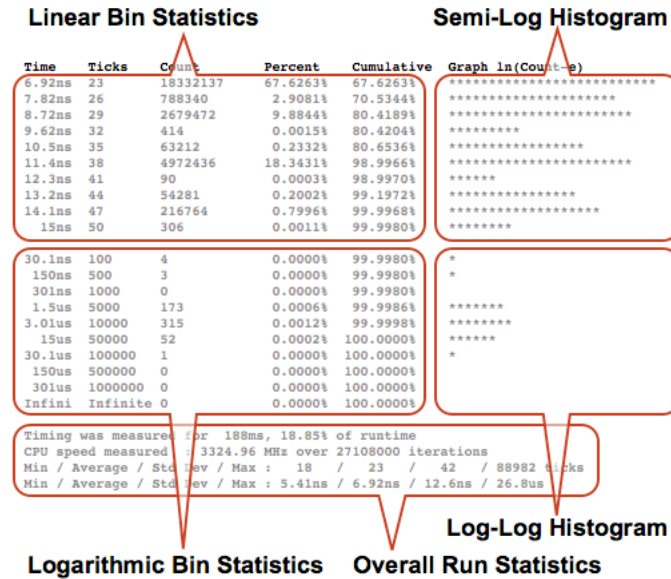 Linear Bin Statistics Semi-Log Histogram
Time Ticks Count Percent Cumulative Graph ln(Count-e)
6.92ns 23 18332137 67.6263% 67.6263% ***************************
7.82ns 26 788340 2.9081% 70.5344% **********************
8.72ns 29 2679472 9.8844% 80.4189% ************************
9.62ns 32 414 0.0015% 80.4204% *********
10.5ns 35 63212 0.2332% 80.6536% *****************
11.4ns 38 4972436 18.3431% 98.9966% ************************
12.3ns 41 90 0.0003% 98.9970% ******
13.2ns 44 54281 0.2002% 99.1972% ****************
14.1ns 47 216764 0.7996% 99.9968% *******************
15ns 50 306 0.0011% 99.9980% ********
30.1ns 100 4 0.0000% 99.9980% *
150ns 500 3 0.0000% 99.9980% *
301ns 1000 0 0.0000% 99.9980%
1.5us 5000 173 0.0006% 99.9986% *******
3.01us 10000 315 0.0012% 99.9998% ********
15us 50000 52 0.0002% 100.0000% ******
30.1us 100000 1 0.0000% 100.0000% *
150us 500000 0 0.0000% 100.0000%
301us 1000000 0 0.0000% 100.0000%
Infini Infinite 0 0.0000% 100.0000%
Timing was measured for 188ms, 18.85% of runtime
CPU speed measured : 3324.96 MHz over 27108000 iterations
Min / Average / Std Dev / Max : 18 / 23 / 42 / 88982 ticks
Min / Average / Std Dev / Max : 5.41ns / 6.92ns / 12.6ns / 26.8us
Log-Log Histogram
Logarithmic Bin Statistics Overall Run Statistics